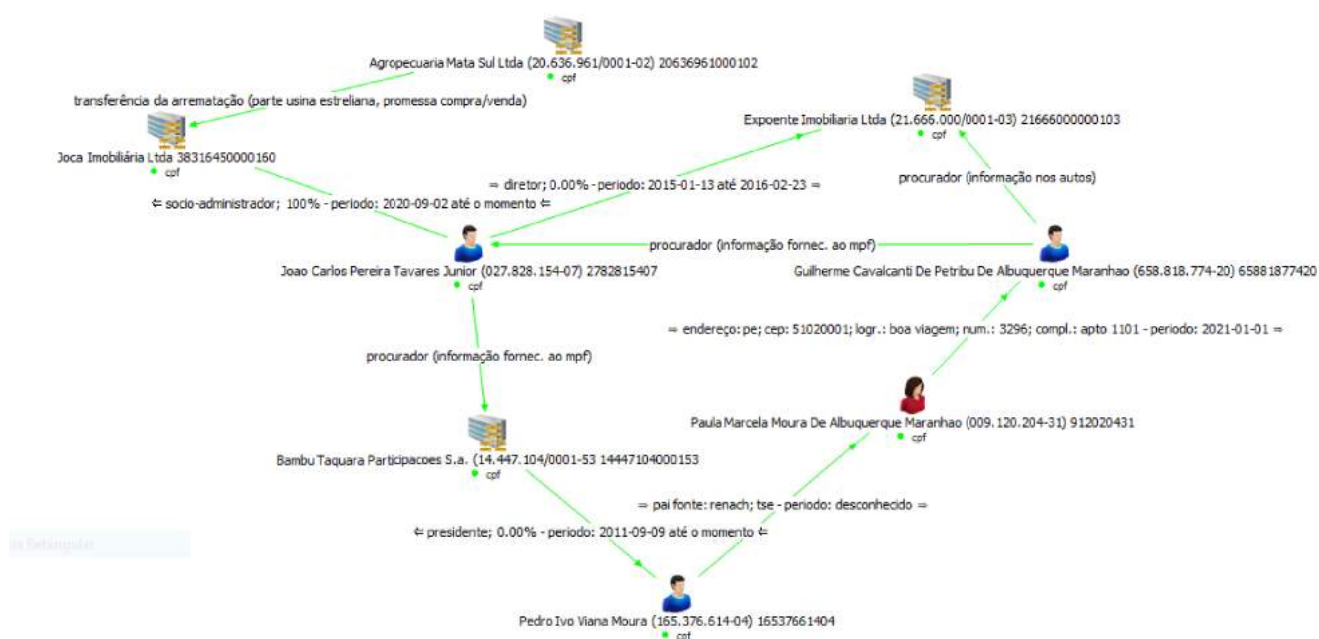 Agropecuaria Mata Sul Ltda (20.636.961/0001-02) 20636961000102
cpf
transferência da arrematação (parte usina estreliana, promessa compra/venda)
Expoente Imobiliaria Ltda (21.666.000/0001-03) 21666000000103
cpf
Joca Imobiliária Ltda 38316450000160
cpf
procurador (informação nos autos)
⇒ diretor; 0.00% - periodo: 2015-01-13 até 2016-02-23 ⇒
⇐ socio-administrador; 100% - periodo: 2020-09-02 até o momento ⇐
procurador (informação fornec. ao mpf)
Joao Carlos Pereira Tavares Junior (027.828.154-07) 2782815407
cpf
Guilherme Cavalcanti De Petribu De Albuquerque Maranhao (658.818.774-20) 65881877420
cpf
⇒ endereço: pe; cep: 51020001; logr.: boa viagem; num.: 3296; compl.: apto 1101 - periodo: 2021-01-01 ⇒
procurador (informação fornec. ao mpf)
Paula Marcela Moura De Albuquerque Maranhao (009.120.204-31) 912020431
cpf
Bambu Taquara Participacoes S.a. (14.447.104/0001-53 14447104000153
cpf
⇒ pai fonte: renach; tse - periodo: desconhecido ⇒
⇐ presidente; 0.00% - periodo: 2011-09-09 até o momento ⇐
Retangular
Pedro Ivo Viana Moura (165.376.614-04) 16537661404
cpf